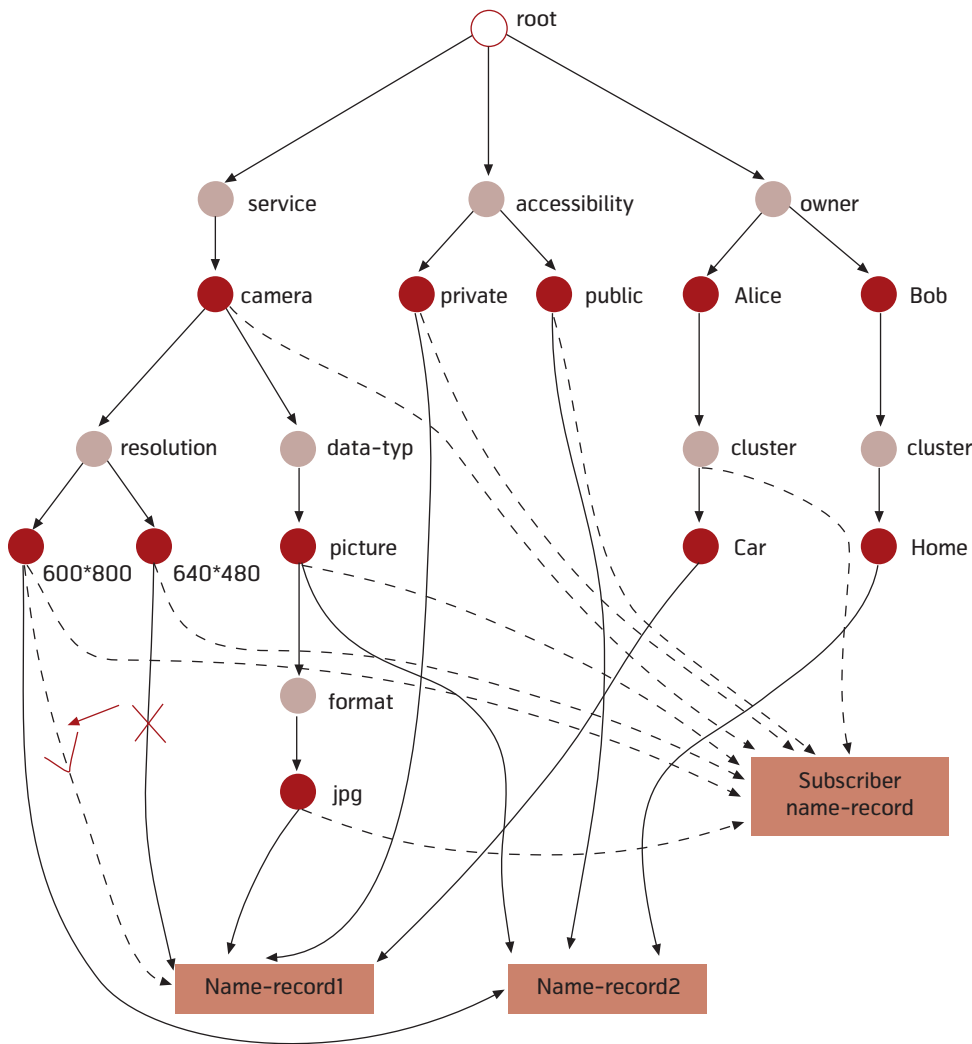 root
service
accessibility
owner
camera
private
public
Alice
Bob
resolution
data-typ
cluster
cluster
600*800
640*480
picture
Car
Home
format
jpg
Subscriber
name-record
Name-record1
Name-record2